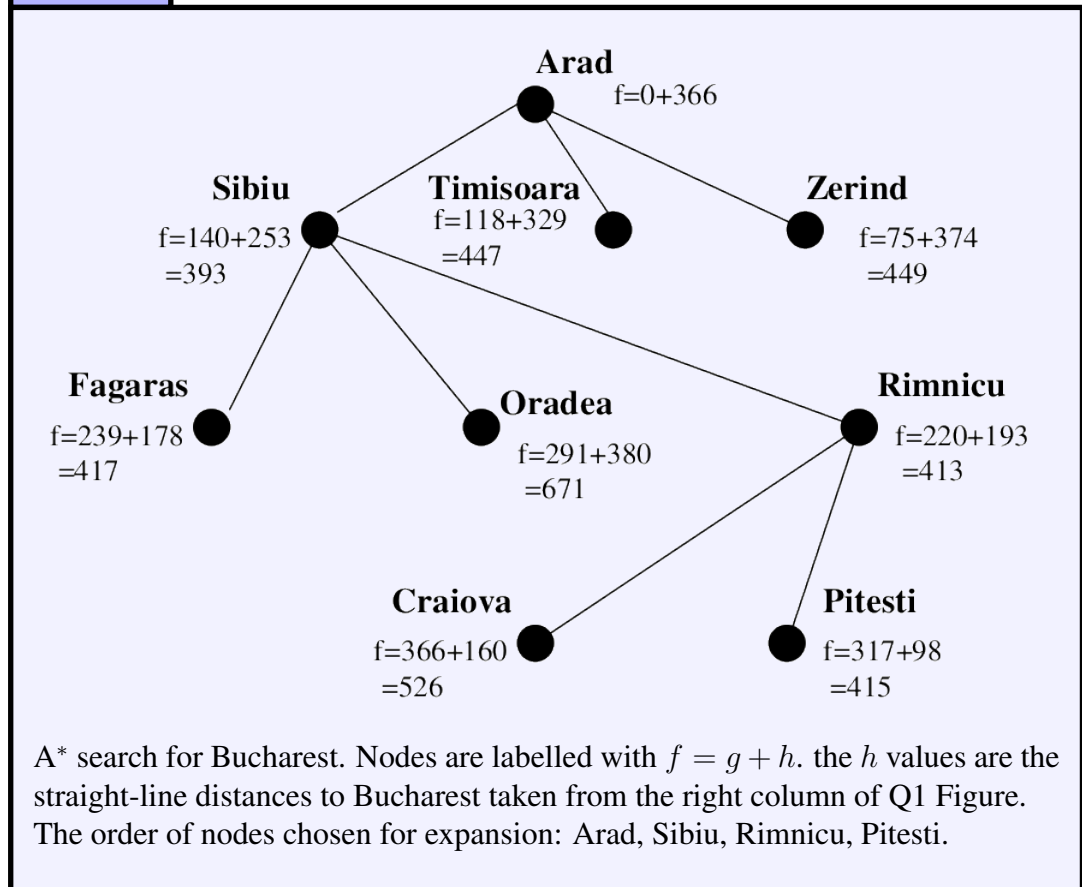 Arad
f=0+366
Sibiu
f=140+253
=393
Timisoara
f=118+329
=447
Zerind
f=75+374
=449
Fagaras
f=239+178
=417
Oradea
f=291+380
=671
Rimnicu
f=220+193
=413
Craiova
f=366+160
=526
Pitesti
f=317+98
=415
A* search for Bucharest. Nodes are labelled with f = g + h. the h values are the
straight-line distances to Bucharest taken from the right column of Q1 Figure.
The order of nodes chosen for expansion: Arad, Sibiu, Rimnicu, Pitesti.